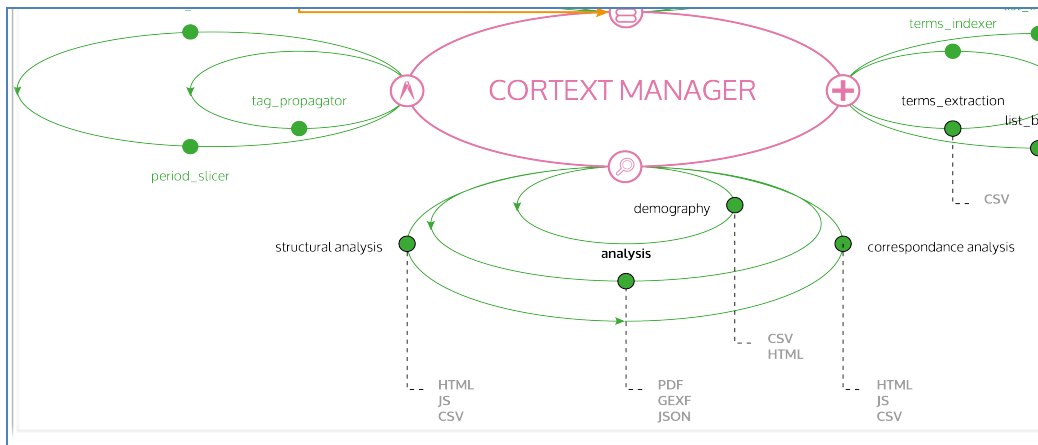 terms_indexer
CORTEXT MANAGER
tag_propagator
terms_extraction
list_b
period_slicer
CSV
demography
structural analysis
analysis
correspondance analysis
CSV
HTML
HTML
JS
CSV
PDF
GEXF
JSON
HTML
JS
CSV